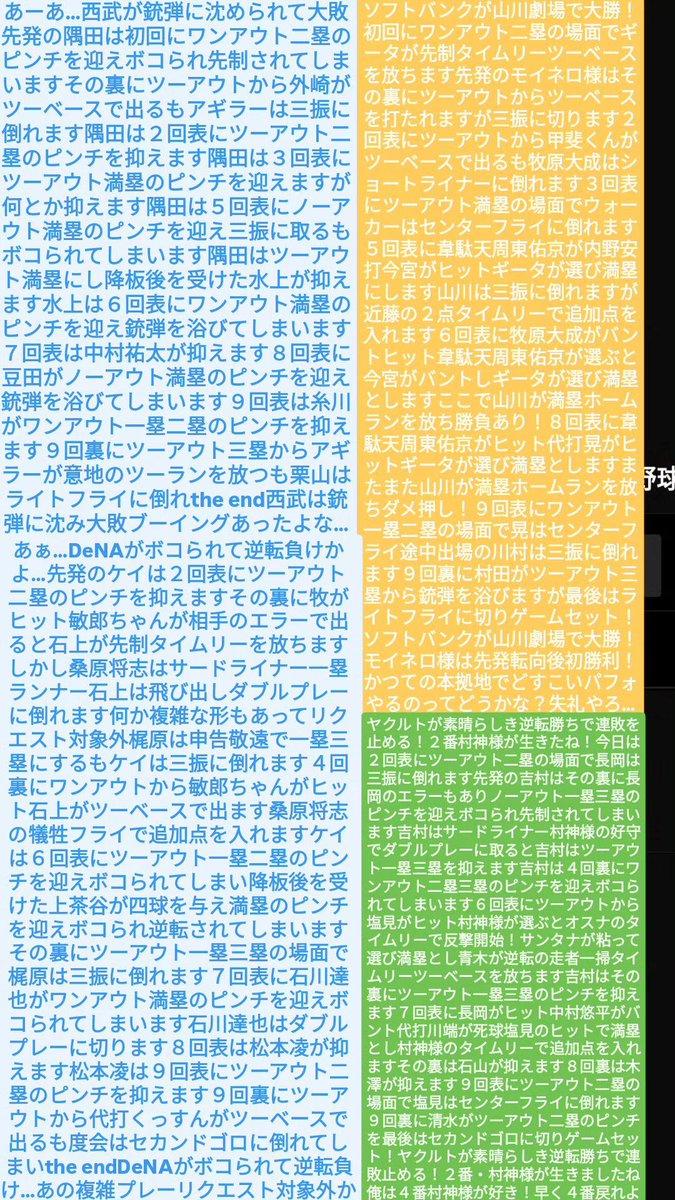 あーあ...西武が銃弾に沈められて大敗
先発の隅田は初回にワンアウト二塁の
ピンチを迎えボコられ先制されてしま
いますその裏にツーアウトから外崎が
ツーベースで出るもアギラーは三振に
倒れます隅田は２回表にツーアウト二
塁のピンチを抑えます隅田は３回表に
ツーアウト満塁のピンチを迎えますが
何とか抑えます隅田は５回表にノーア
ウト満塁のピンチを迎え三振に取るも
ボコられてしまいます隅田はツーアウ
ト満塁にし降板後を受けた水上が抑え
ます水上は６回表にワンアウト満塁の
ピンチを迎え銃弾を浴びてしまいます
７回表は中村祐太が抑えます８回表に
豆田がノーアウト満塁のピンチを迎え
銃弾を浴びてしまいます９回表は糸川
がワンアウト一塁二塁のピンチを抑え
ます９回裏にツーアウト三塁からアギ
ラーが意地のツーランを放つも栗山は
ライトフライに倒れthe end西武は銃
弾に沈み大敗ブーイングあったよな...
あぁ...DeNAがボコられて逆転負けか
よ...先発のケイは２回表にツーアウト
二塁のピンチを抑えますその裏に牧が
ヒット敏郎ちゃんが相手のエラーで出
ると石上が先制タイムリーを放ちます
しかし桑原将志はサードライナー一塁
ランナー石上は飛び出しダブルプレー
に倒れます何か複雑な形もあってリク
エスト対象外梶原は申告敬遠で一塁三
塁にするもケイは三振に倒れます４回
裏にワンアウトから敏郎ちゃんがヒッ
ト石上がツーベースで出ます桑原将志
の犠牲フライで追加点を入れますケイ
は６回表にツーアウト一塁二塁のピン
チを迎えボコられてしまい降板後を受
けた上茶谷が四球を与え満塁のピンチ
を迎えボコられ逆転されてしまいます
その裏にツーアウト一塁三塁の場面で
梶原は三振に倒れます７回表に石川達
也がワンアウト満塁のピンチを迎えボ
コられてしまいます石川達也はダブル
プレーに切ります８回表は松本凌が抑
えます松本凌は９回表にツーアウト二
塁のピンチを抑えます９回裏にツーア
ウトから代打くっすんがツーベースで
出るも度会はセカンドゴロに倒れてし
まいthe endDeNAがボコられて逆転負
け...あの複雑プレーリクエスト対象外か
ソフトバンクが山川劇場で大勝！
初回にワンアウト二塁の場面でギ
ータが先制タイムリーツーベース
を放ちます先発のモイネロ様はそ
の裏にツーアウトからツーベース
を打たれますが三振に切ります２
回表にツーアウトから甲斐くんが
ツーベースで出るも牧原大成はシ
ョートライナーに倒れます３回表
にツーアウト満塁の場面でウォー
カーはセンターフライに倒れます
５回表に韋駄天周東佑京が内野安
打今宮がヒットギータが選び満塁
にします山川は三振に倒れますが
近藤の２点タイムリーで追加点を
入れます６回表に牧原大成がバン
トヒット韋駄天周東佑京が選ぶと
今宮がバントしギータが選び満塁
としますここで山川が満塁ホーム
ランを放ち勝負あり！８回表に韋
駄天周東佑京がヒット代打晃がヒ
ットギータが選び満塁としますま
たまた山川が満塁ホームランを放
ちダメ押し！９回表にワンアウト
一塁二塁の場面で晃はセンターフ
ライ途中出場の川村は三振に倒れ
ます９回裏に村田がツーアウト三
塁から銃弾を浴びますが最後はラ
イトフライに切りゲームセット！
ソフトバンクが山川劇場で大勝！
モイネロ様は先発転向後初勝利！
かつての本拠地でどすこいパフォ
やるのってどうかな？失礼やろ...
ヤクルトが素晴らしき逆転勝ちで連敗を
止める！２番村神様が生きたね！今日は
２回表にツーアウト二塁の場面で長岡は
三振に倒れます先発の吉村はその裏に長
岡のエラーもありノーアウト一塁三塁の
ピンチを迎えボコられ先制されてしまい
ます吉村はサードライナー村神様の好守
でダブルプレーに取ると吉村はツーアウ
ト一塁三塁を抑えます吉村は４回裏にワ
ンアウト二塁三塁のピンチを迎えボコら
れてしまいます６回表にツーアウトから
塩見がヒット村神様が選ぶとオスナのタ
イムリーで反撃開始！サンタナが粘って
選び満塁とし青木が逆転の走者一掃タイ
ムリーツーベースを放ちます吉村はその
裏にツーアウト一塁三塁のピンチを抑え
ます７回表に長岡がヒット中村悠平がバ
ント代打川端が死球塩見のヒットで満塁
とし村神様のタイムリーで追加点を入れ
ますその裏は石山が抑えます８回裏は木
澤が抑えます９回表にツーアウト二塁の
場面で塩見はセンターフライに倒れます
９回裏に清水がツーアウト二塁のピンチ
を最後はセカンドゴロに切りゲームセッ
ト！ヤクルトが素晴らしき逆転勝ちで連
敗止める！２番・村神様が生きましたね
俺は４番村神様が好き！早く４番戻るよ
野球